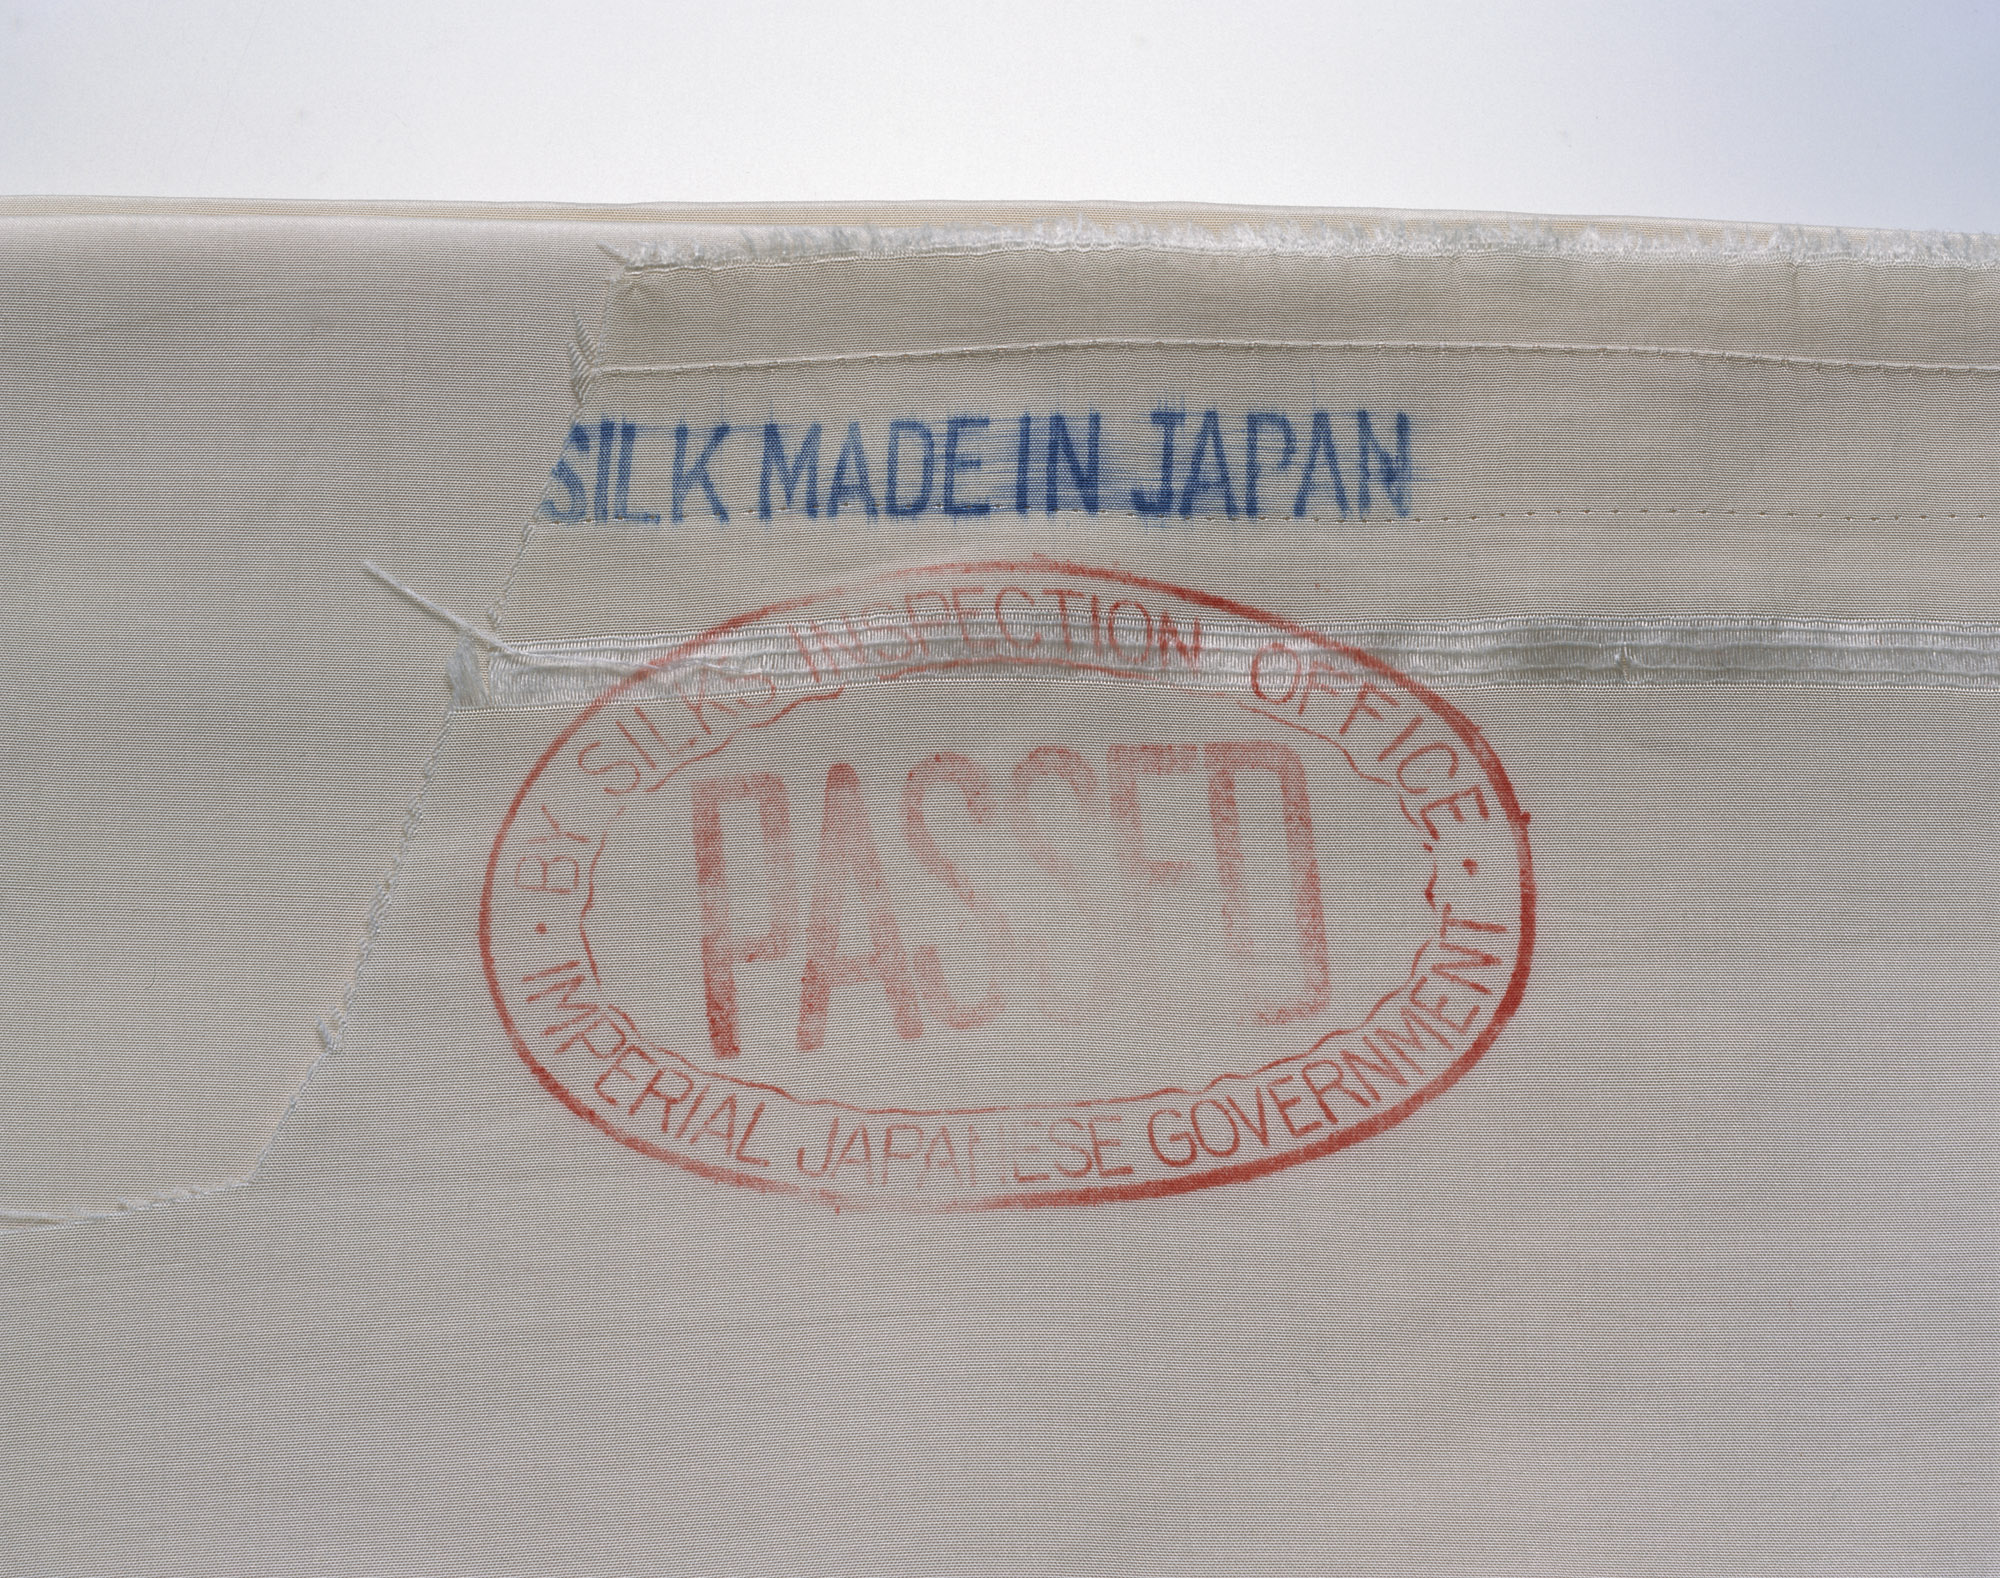 SILK MADE IN JAPAN
· BY SILKS INSPECTION OFFICE ·
PASSED
IMPERIAL JAPANESE GOVERNMENT